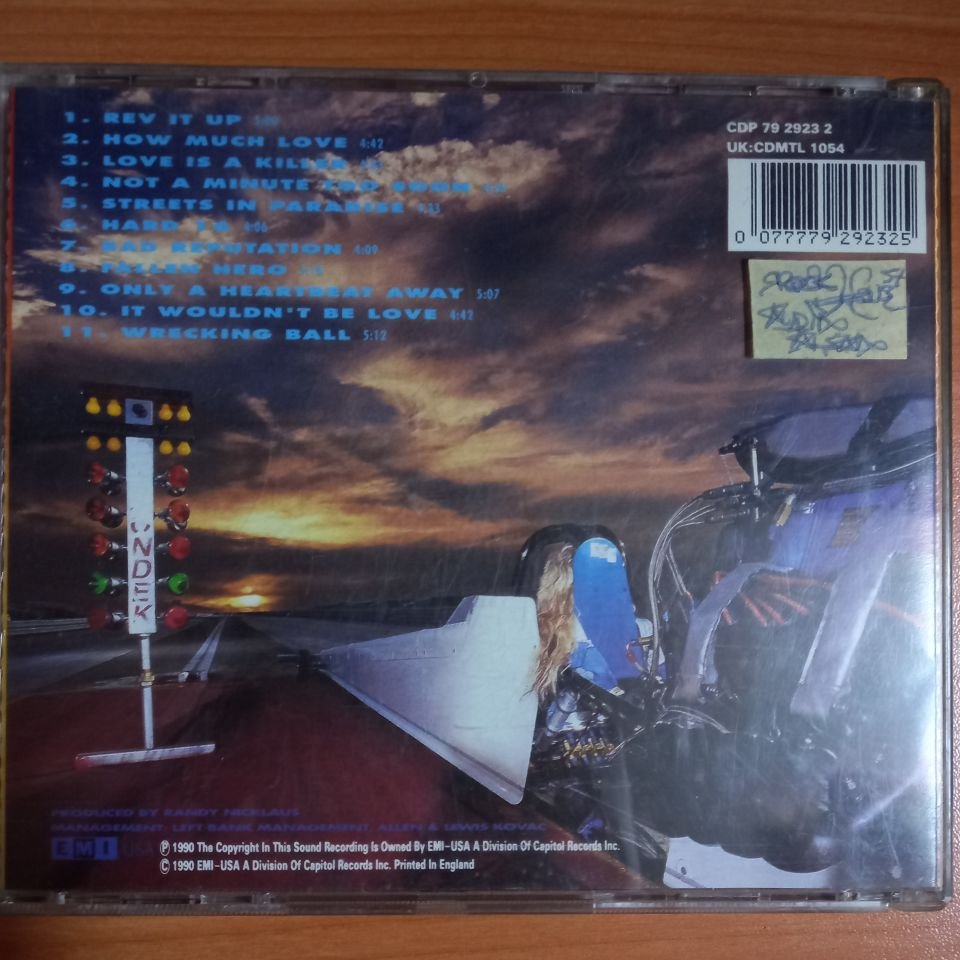 1. REV IT UP
2. HOW MUCH LOVE 4:42
3. LOVE IS A KILLER
4. NOT A MINUTE TOO SOON
5. STREETS IN PARADISE
6. HARD 16 4:06
7. BAD REPUTATION 4:09
8. FALLEN HERO
9. ONLY A HEARTBEAT AWAY 5:07
10. IT WOULDN'T BE LOVE 4:42
11. WRECKING BALL 5:12
CDP 79 2923 2
UK:CDMTL 1054
0 077779 292325
PRODUCED BY RANDY NICKLAUS
MANAGEMENT: LEFT BANK MANAGEMENT, ALLEN & LEWIS KOVAC
EMI USA
Ⓟ 1990 The Copyright In This Sound Recording Is Owned By EMI-USA A Division Of Capitol Records Inc.
© 1990 EMI-USA A Division Of Capitol Records Inc. Printed In England